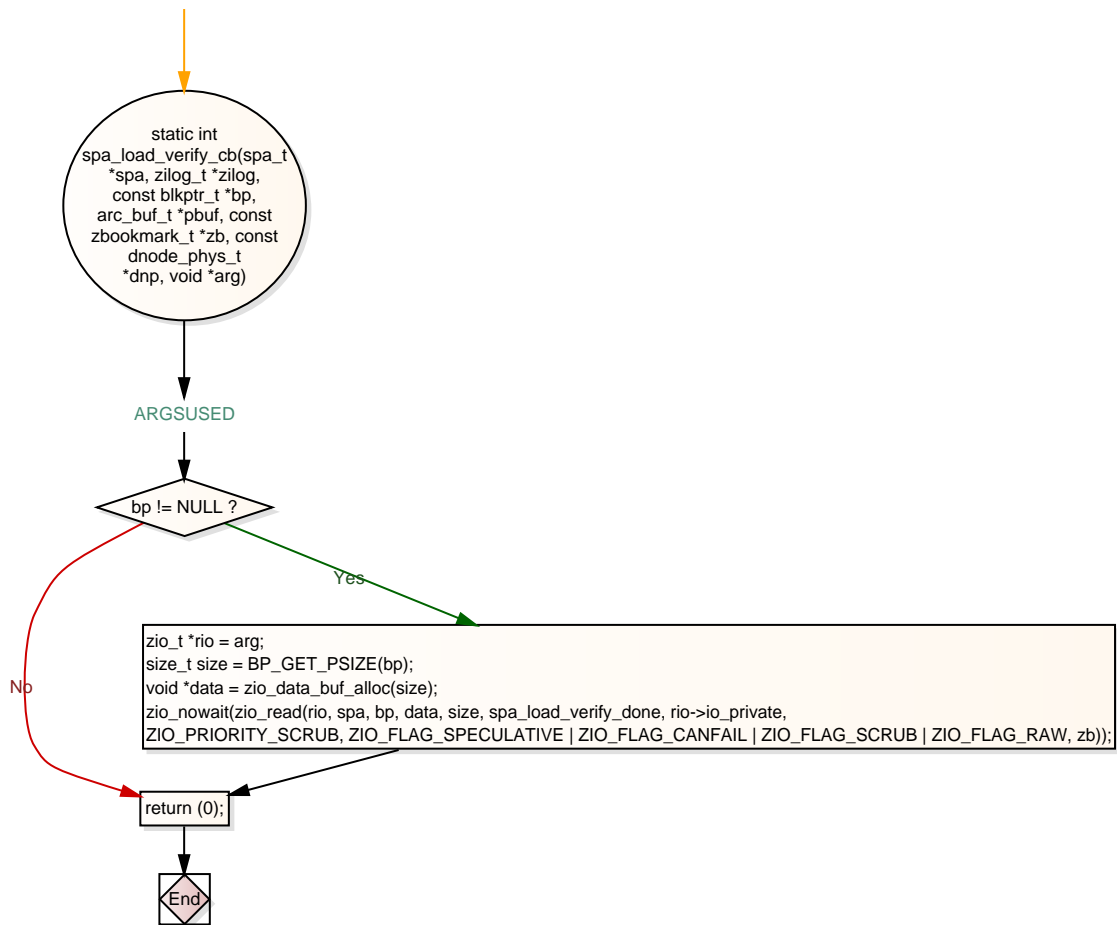 static int
spa_load_verify_cb(spa_t
*spa, zilog_t *zilog,
const blkptr_t *bp,
arc_buf_t *pbuf, const
zbookmark_t *zb, const
dnode_phys_t
*dnp, void *arg)
ARGSUSED
bp != NULL ?
Yes
zio_t *rio = arg;
size_t size = BP_GET_PSIZE(bp);
void *data = zio_data_buf_alloc(size);
zio_nowait(zio_read(rio, spa, bp, data, size, spa_load_verify_done, rio->io_private,
ZIO_PRIORITY_SCRUB, ZIO_FLAG_SPECULATIVE | ZIO_FLAG_CANFAIL | ZIO_FLAG_SCRUB | ZIO_FLAG_RAW, zb));
No
return (0);
End